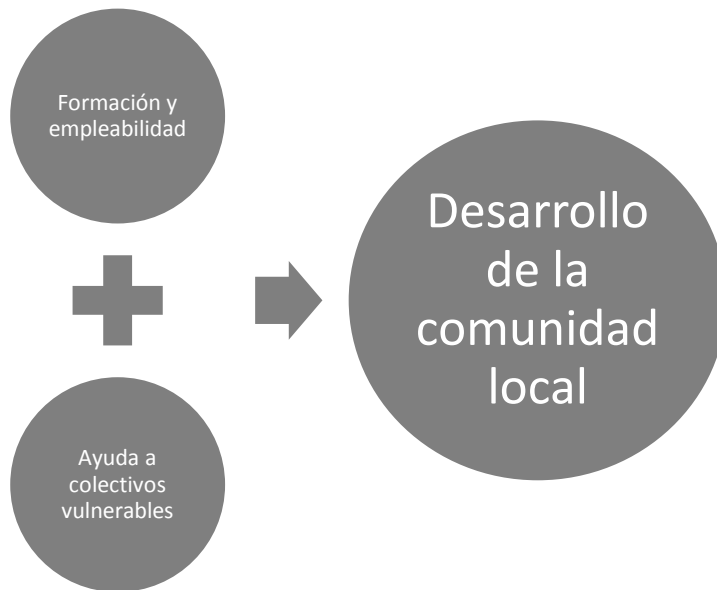 Formación y
empleabilidad
Desarrollo
de la
comunidad
local
Ayuda a
colectivos
vulnerables